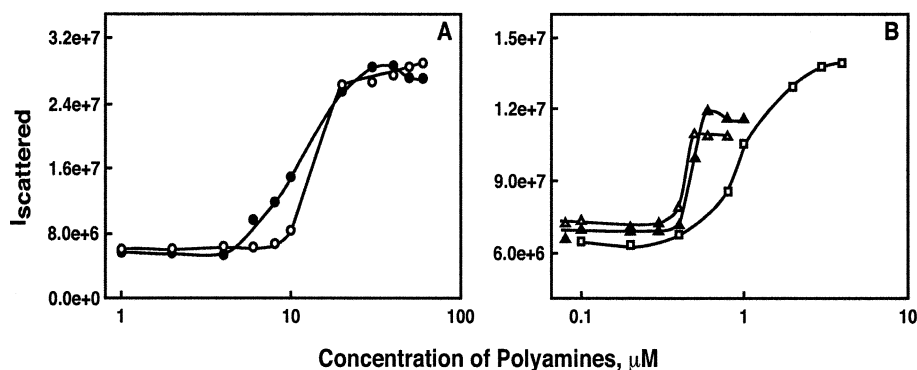 A
3.2e+7
2.4e+7
1.6e+7
8.0e+6
0.0e+0
1
10
100
Iscattered
B
1.5e+7
1.2e+7
9.0e+6
6.0e+6
0.1
1
10
Concentration of Polyamines, μM